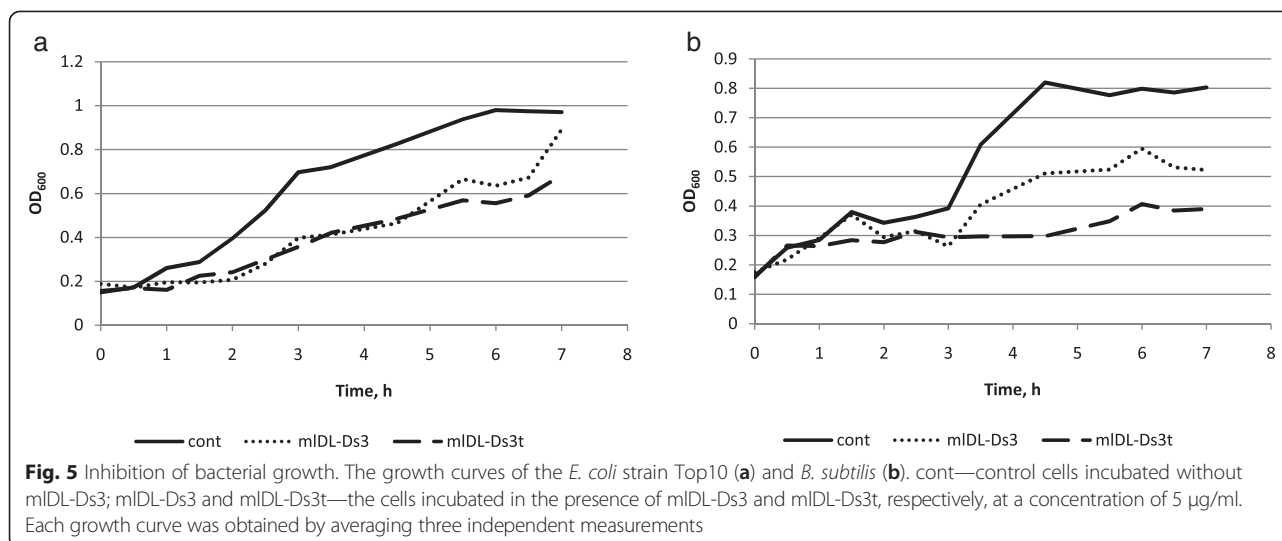 a
1.2
1
0.8
0.6
0.4
0.2
0
OD600
0 1 2 3 4 5 6 7 8
Time, h
cont mlDL-Ds3 mlDL-Ds3t
b
0.9
0.8
0.7
0.6
0.5
0.4
0.3
0.2
0.1
0
OD600
0 1 2 3 4 5 6 7 8
Time, h
cont mlDL-Ds3 mlDL-Ds3t
Fig. 5 Inhibition of bacterial growth. The growth curves of the E. coli strain Top10 (a) and B. subtilis (b). cont—control cells incubated without
mlDL-Ds3; mlDL-Ds3 and mlDL-Ds3t—the cells incubated in the presence of mlDL-Ds3 and mlDL-Ds3t, respectively, at a concentration of 5 μg/ml.
Each growth curve was obtained by averaging three independent measurements